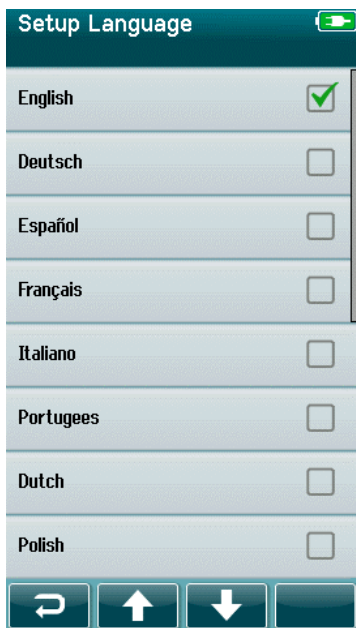 Setup Language
English
Deutsch
Español
Français
Italiano
Portugees
Dutch
Polish